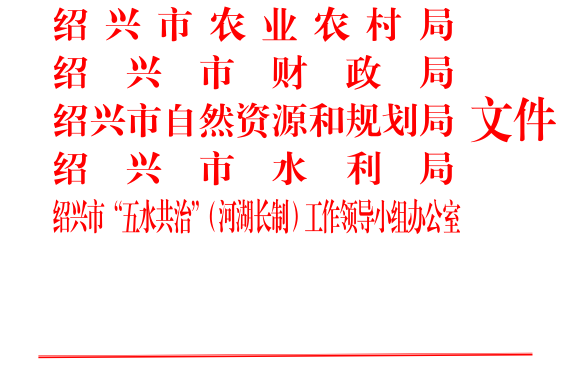 绍兴市农业农村局
绍兴市财政局
绍兴市自然资源和规划局 文件
绍兴市水利局
绍兴市“五水共治”（河湖长制）工作领导小组办公室